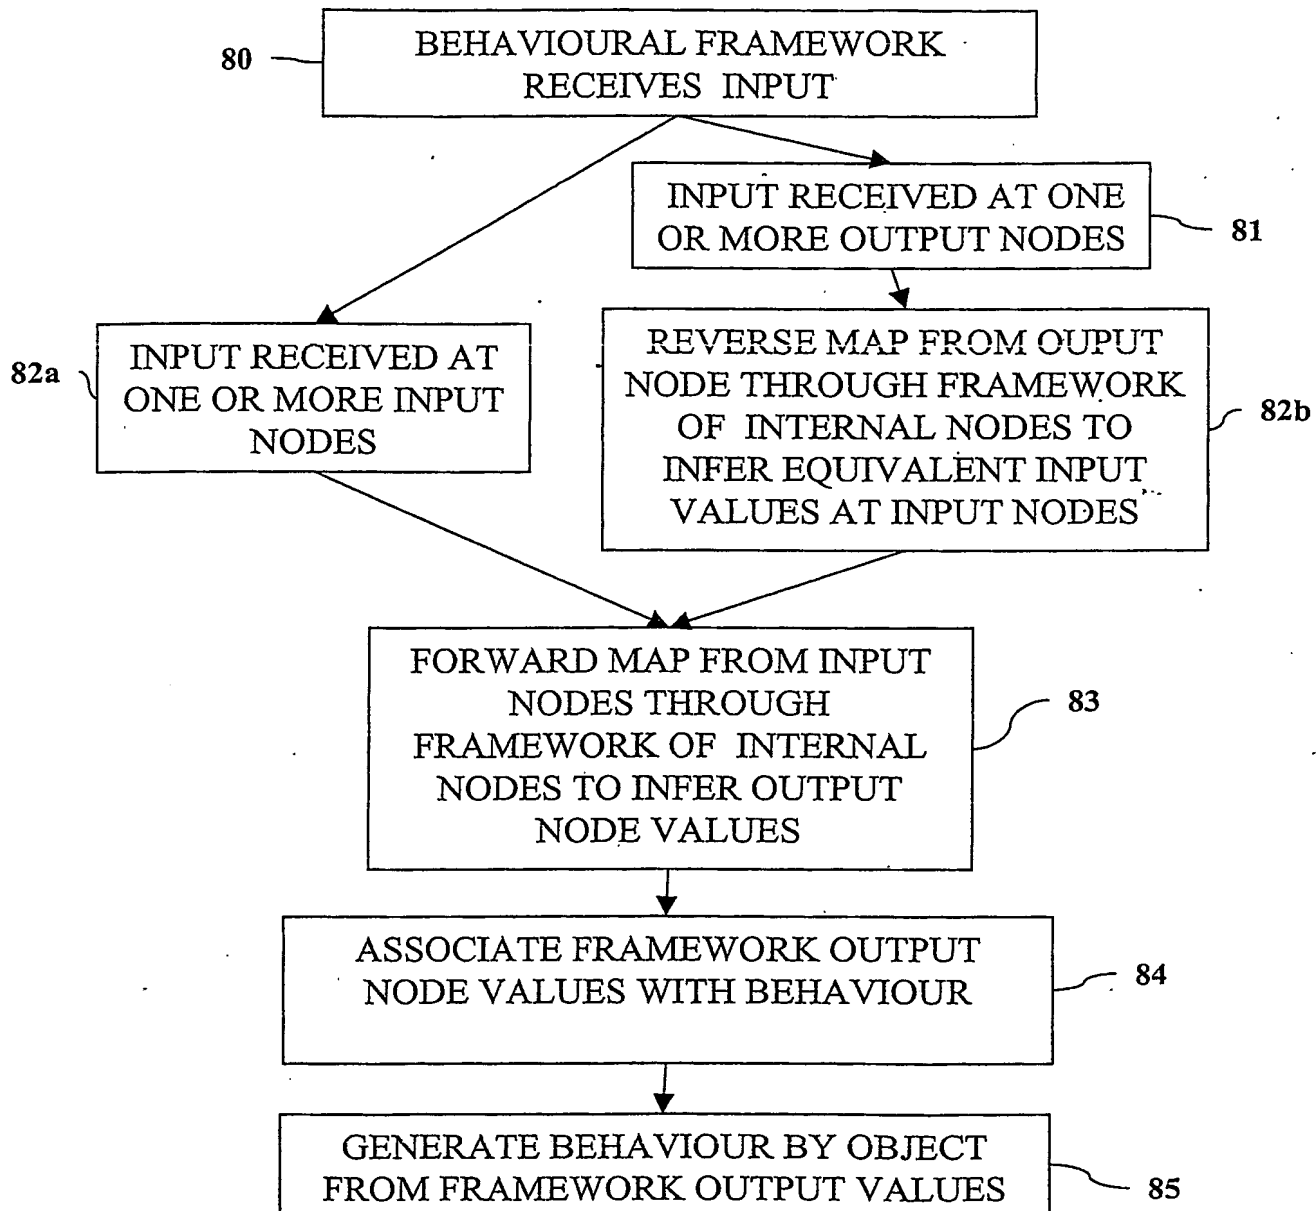 80
BEHAVIOURAL FRAMEWORK
RECEIVES INPUT
INPUT RECEIVED AT ONE
OR MORE OUTPUT NODES
81
82a
INPUT RECEIVED AT
ONE OR MORE INPUT
NODES
REVERSE MAP FROM OUPUT
NODE THROUGH FRAMEWORK
OF INTERNAL NODES TO
INFER EQUIVALENT INPUT
VALUES AT INPUT NODES
82b
FORWARD MAP FROM INPUT
NODES THROUGH
FRAMEWORK OF INTERNAL
NODES TO INFER OUTPUT
NODE VALUES
83
ASSOCIATE FRAMEWORK OUTPUT
NODE VALUES WITH BEHAVIOUR
84
GENERATE BEHAVIOUR BY OBJECT
FROM FRAMEWORK OUTPUT VALUES
85